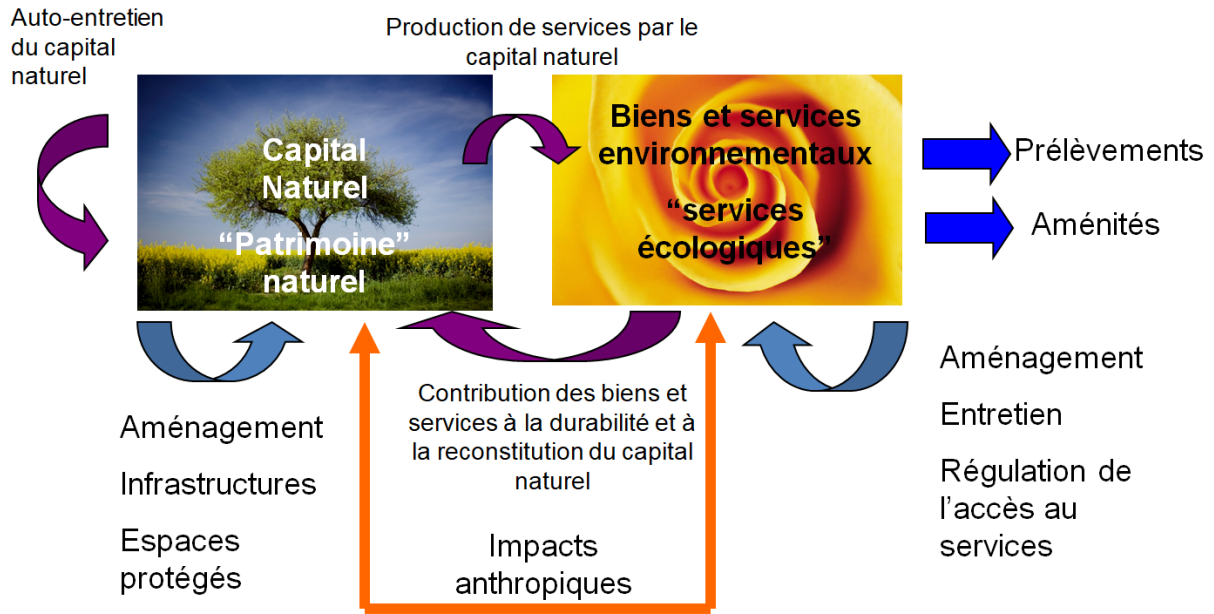 Auto-entretien
du capital
naturel
Production de services par le
capital naturel
Capital
Naturel
“Patrimoine”
naturel
Biens et services
environnementaux
“services
écologiques”
Prélèvements
Aménités
Aménagement
Infrastructures
Espaces
protégés
Contribution des biens et
services à la durabilité et à
la reconstitution du capital
naturel
Impacts
anthropiques
Aménagement
Entretien
Régulation de
l’accès au
services